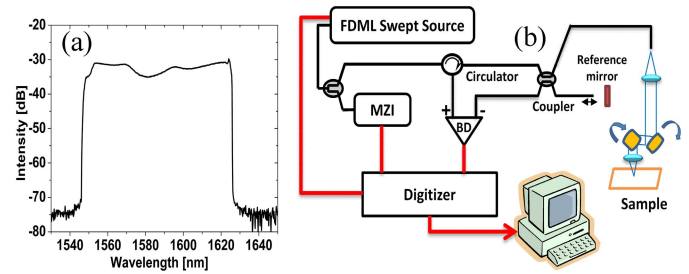 (a)
-20
-30
-40
-50
-60
-70
-80
Intensity [dB]
1540 1560 1580 1600 1620 1640
Wavelength [nm]
(b)
FDML Swept Source
Circulator
Reference
mirror
Coupler
MZI
+ -
BD
Digitizer
Sample